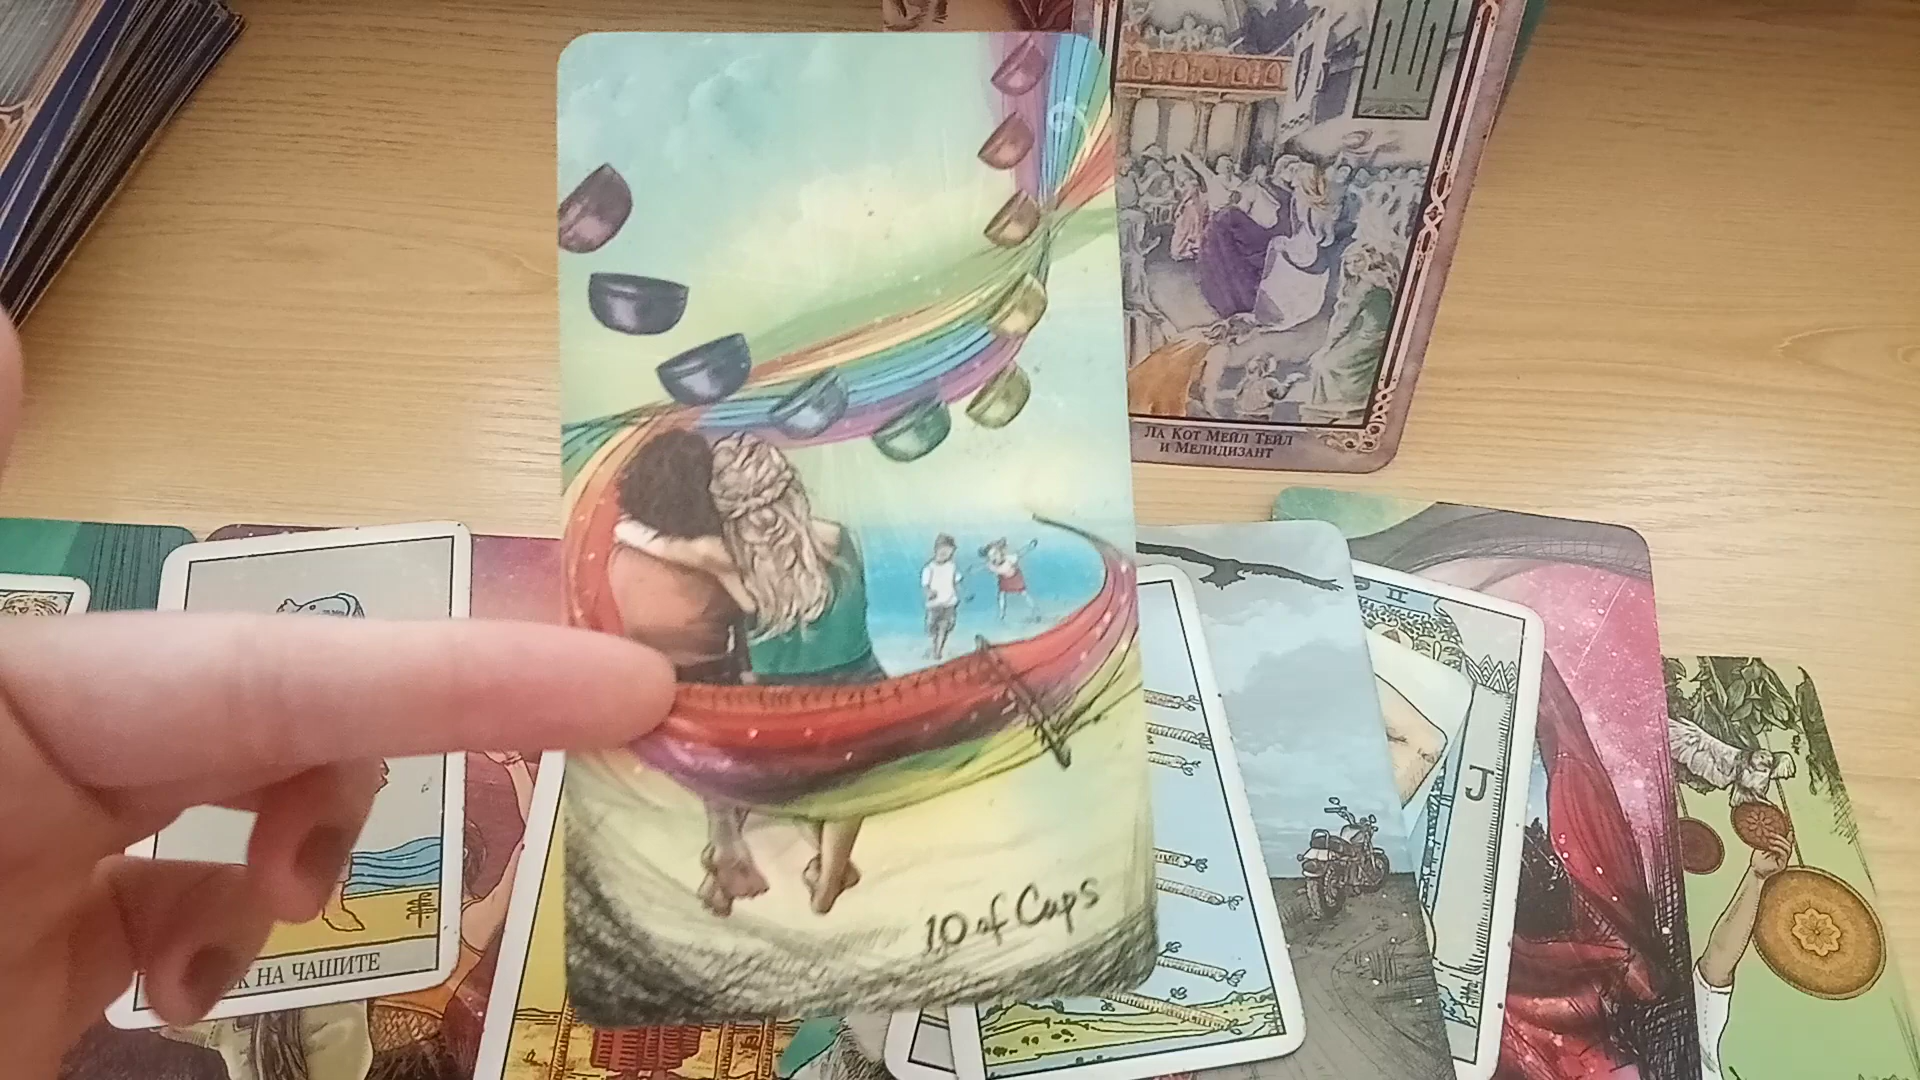 Ла Кот Мейл Тейл
и Мелидизант
II
J
10 of Cups
НА ЧАШИТЕ